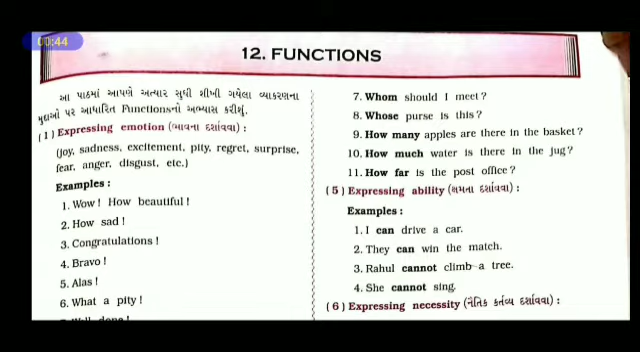 00:44
12. FUNCTIONS
આ પાઠમાં આપણે અત્યાર સુધી શીખી ગયેલા વ્યાકરણના
મુદ્દાઓ પર આધારિત Functionsનો અભ્યાસ કરીશું.
( 1 ) Expressing emotion (ભાવના દર્શાવવા) :
(joy, sadness, excitement, pity, regret, surprise,
fear, anger, disgust, etc.)
Examples :
1. Wow ! How beautiful !
2. How sad !
3. Congratulations !
4. Bravo !
5. Alas !
6. What a pity !
7. Well done !
7. Whom should I meet ?
8. Whose purse is this ?
9. How many apples are there in the basket ?
10. How much water is there in the jug ?
11. How far is the post office ?
( 5 ) Expressing ability (ક્ષમતા દર્શાવવા) :
Examples :
1. I can drive a car.
2. They can win the match.
3. Rahul cannot climb a tree.
4. She cannot sing.
( 6 ) Expressing necessity (નૈતિક કર્તવ્ય દર્શાવવા) :